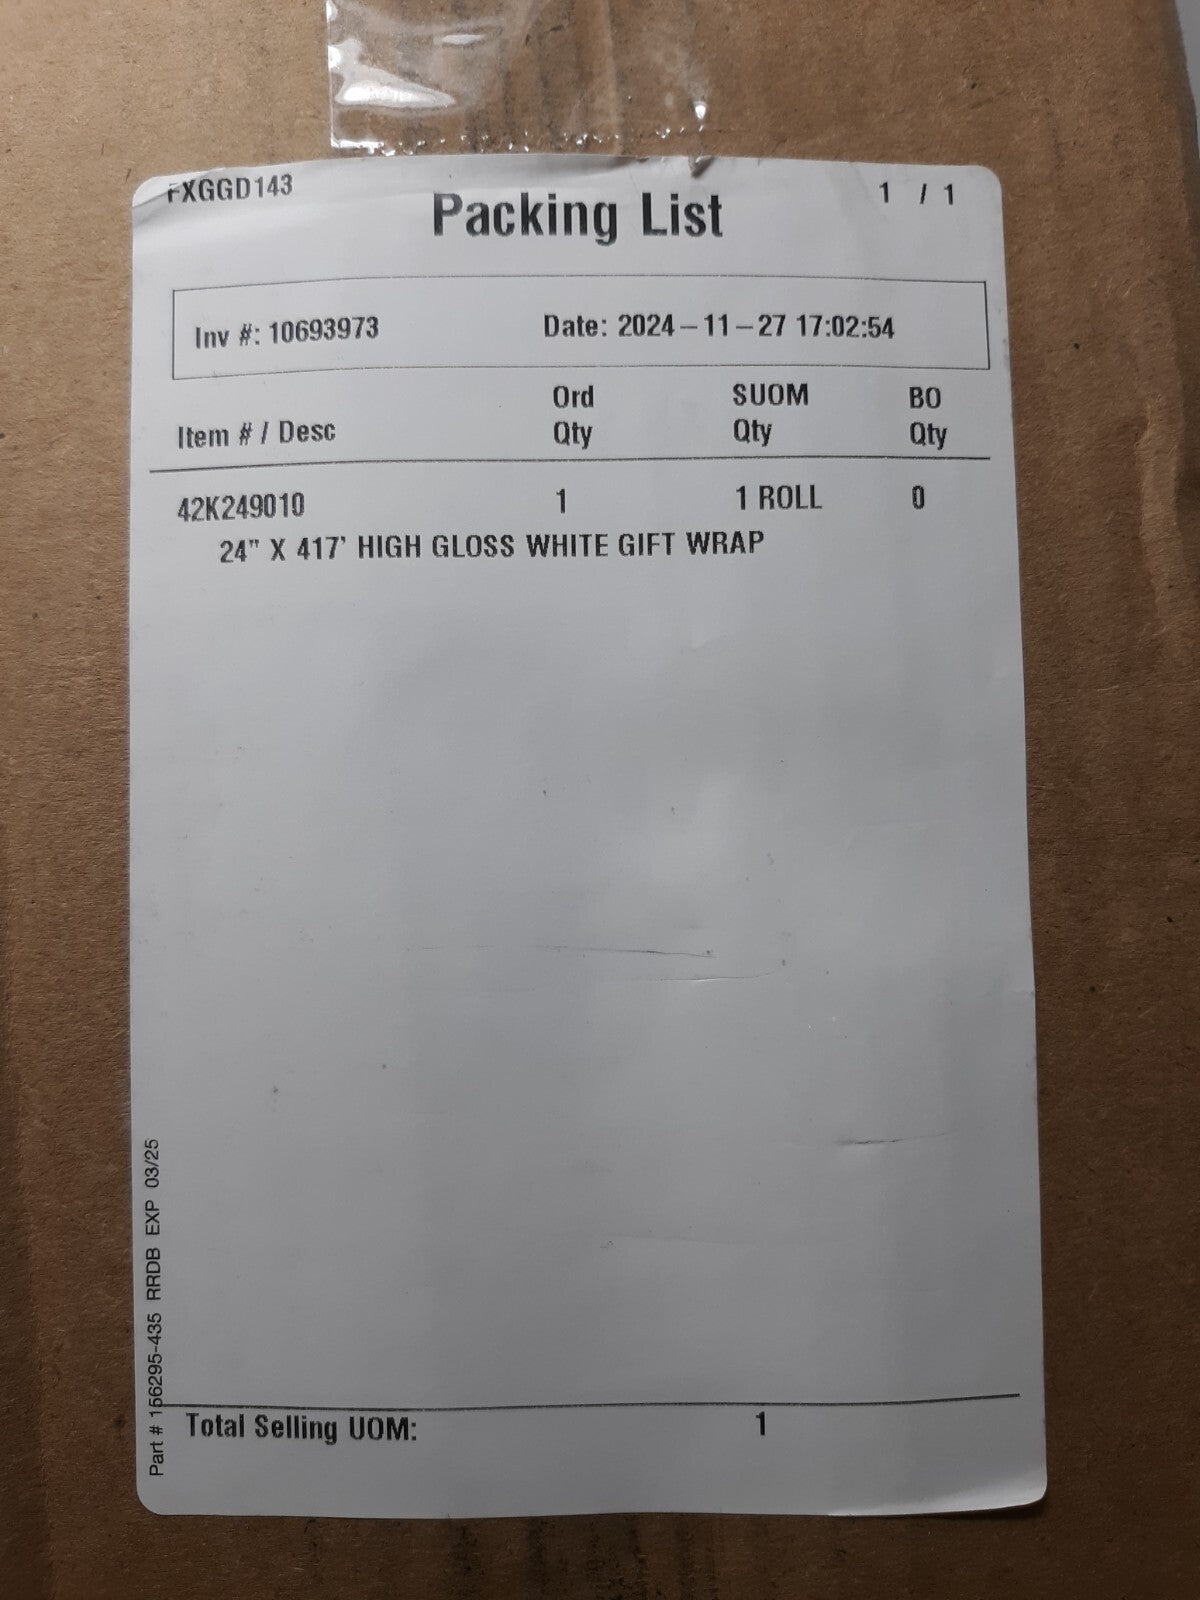 FXGGD143
1 / 1
Packing List
Inv #: 10693973 Date: 2024-11-27 17:02:54
Ord SUOM BO
Item # / Desc Qty Qty Qty
42K249010 1 1 ROLL 0
24" X 417' HIGH GLOSS WHITE GIFT WRAP
Total Selling UOM: 1
Part # 156295-435 RRDB EXP 03/25